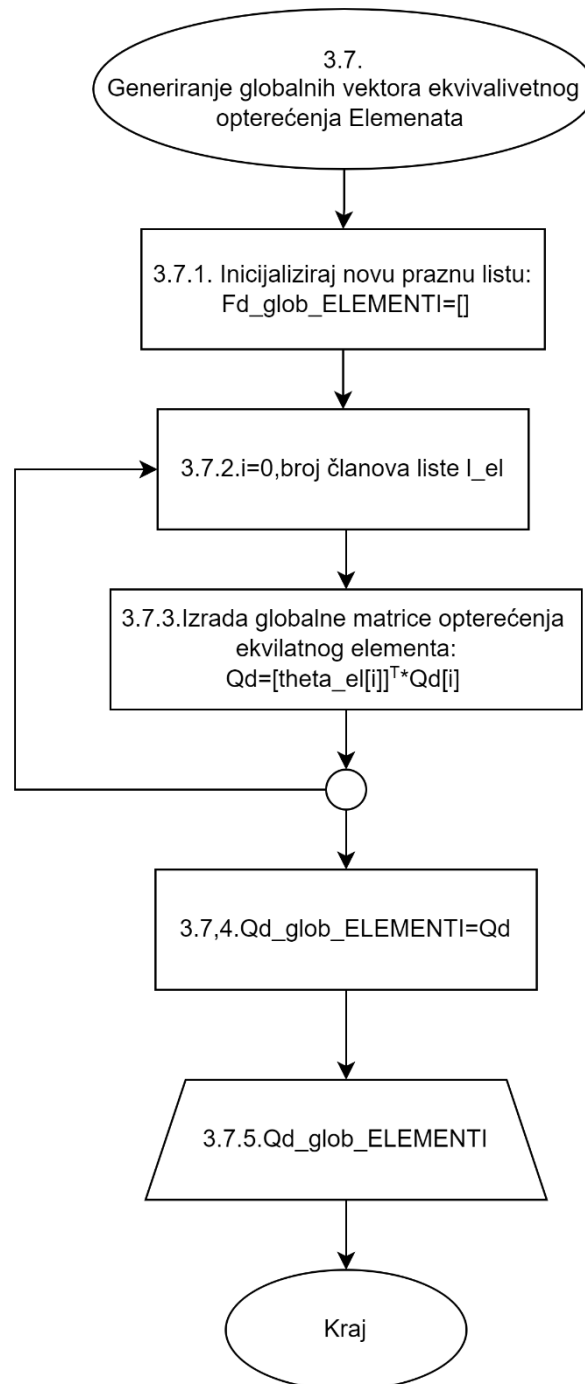 3.7.
Generiranje globalnih vektora ekvivalivetnog
opterećenja Elemenata
3.7.1. Inicijaliziraj novu praznu listu:
Fd_glob_ELEMENTI=[]
3.7.2.i=0,broj članova liste l_el
3.7.3.Izrada globalne matrice opterećenja
ekvilatnog elementa:
Qd=[theta_el[i]]ᵀ*Qd[i]
3.7,4.Qd_glob_ELEMENTI=Qd
3.7.5.Qd_glob_ELEMENTI
Kraj